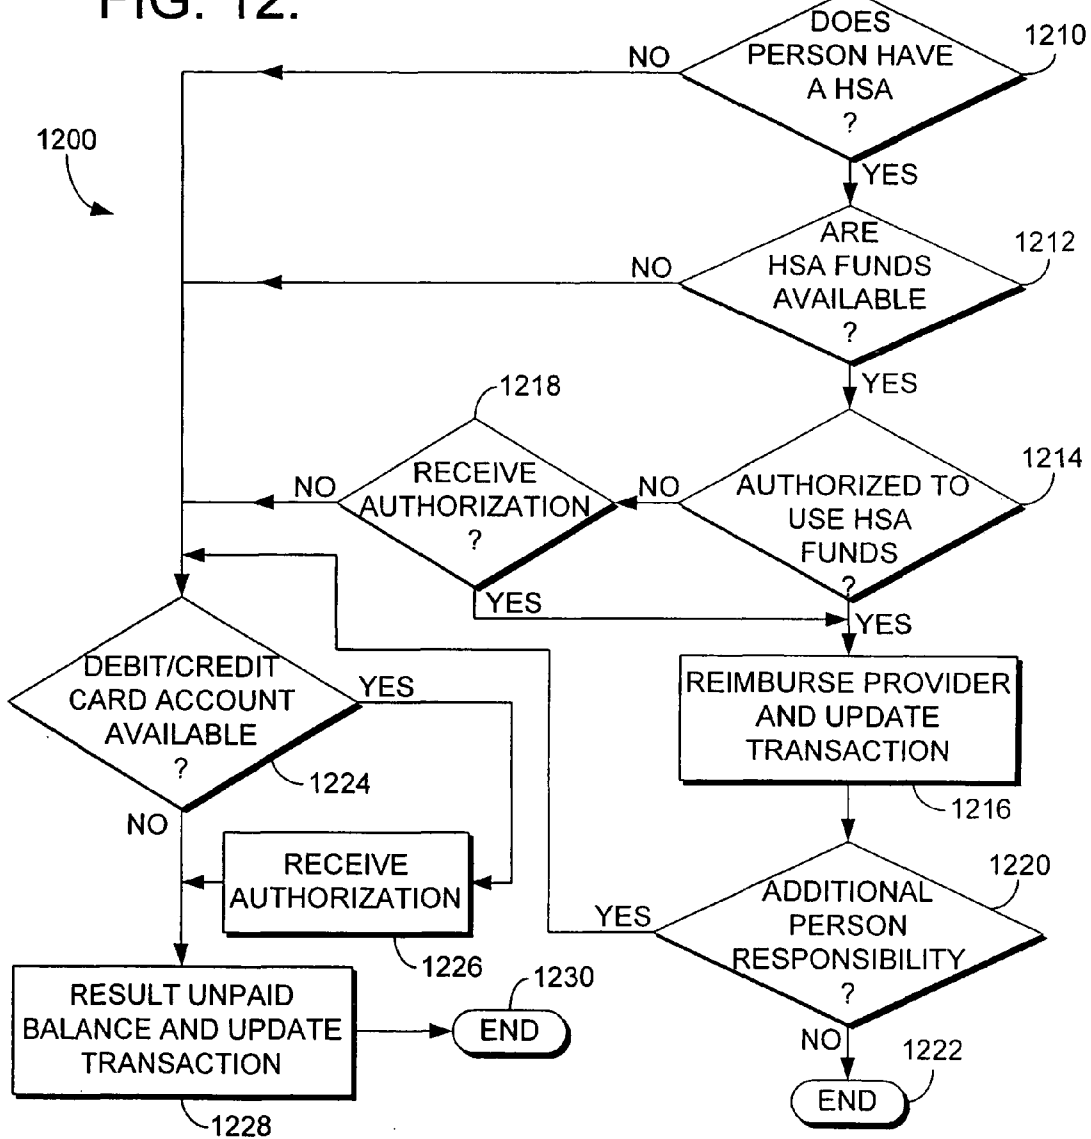 FIG. 12.
DOES
PERSON HAVE
A HSA
?
1210
NO
YES
1200
ARE
HSA FUNDS
AVAILABLE
?
1212
NO
YES
1218
RECEIVE
AUTHORIZATION
?
NO
YES
NO
AUTHORIZED TO
USE HSA
FUNDS
?
1214
YES
DEBIT/CREDIT
CARD ACCOUNT
AVAILABLE
?
YES
1224
NO
REIMBURSE PROVIDER
AND UPDATE
TRANSACTION
1216
RECEIVE
AUTHORIZATION
1226
YES
ADDITIONAL
PERSON
RESPONSIBILITY
?
1220
NO
RESULT UNPAID
BALANCE AND UPDATE
TRANSACTION
1228
1230
END
1222
END